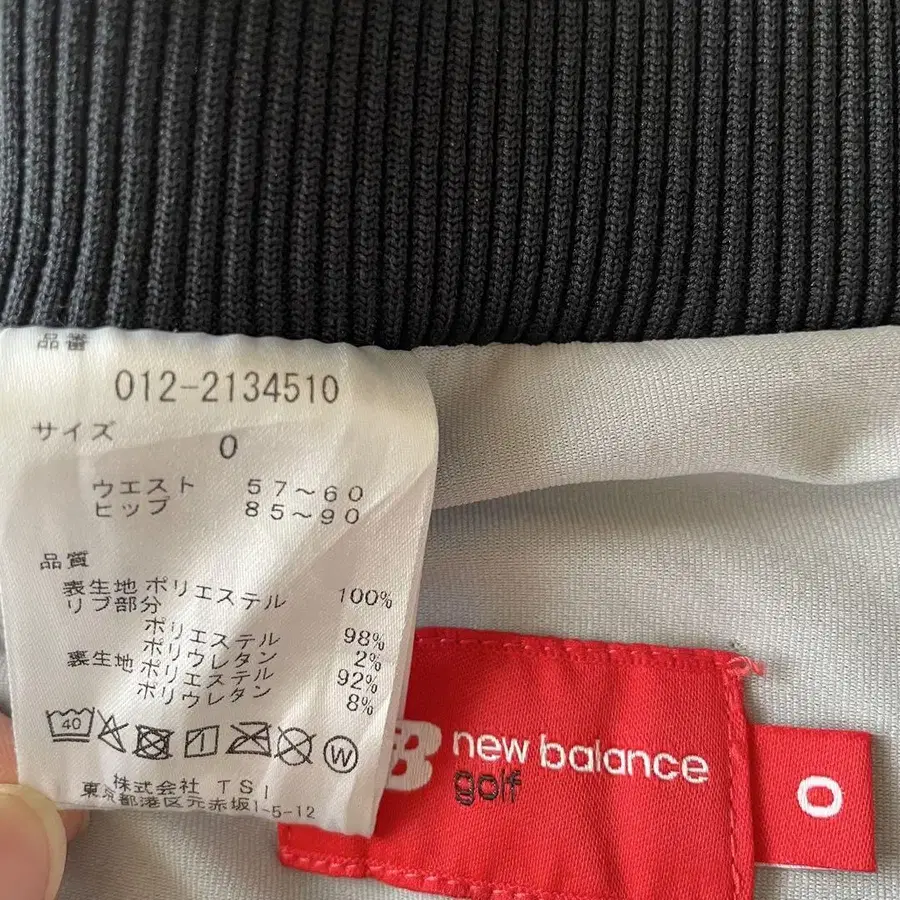 品番
012-2134510
サイズ
0
ウエスト 57〜60
ヒップ 85〜90
品質
表生地 ポリエステル 100%
リブ部分
ポリエステル 98%
ポリウレタン 2%
裏生地 ポリエステル 92%
ポリウレタン 8%
40
W
株式会社 TSI
東京都港区元赤坂1-5-12
new balance
golf
0